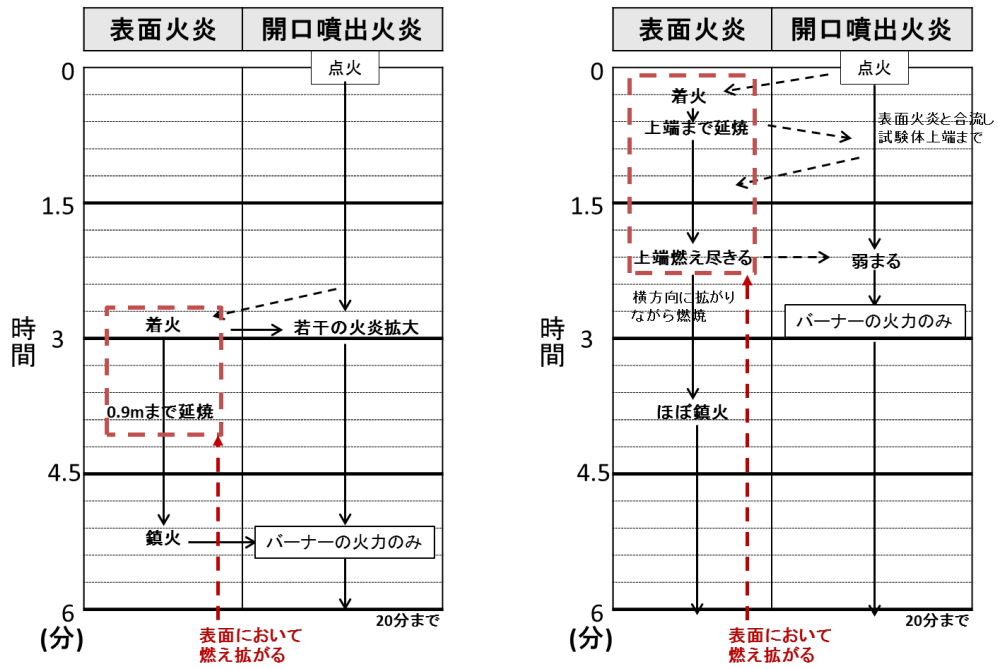 表面火炎
開口噴出火炎
0
点火
1.5
時間
着火
若干の火炎拡大
3
0.9mまで延焼
4.5
鎮火
バーナーの火力のみ
6
20分まで
(分)
表面において
燃え拡がる
表面火炎
開口噴出火炎
0
点火
着火
上端まで延焼
表面火炎と合流し
試験体上端まで
1.5
上端燃え尽きる
弱まる
横方向に拡がり
ながら燃焼
時間
バーナーの火力のみ
3
ほぼ鎮火
4.5
6
20分まで
(分)
表面において
燃え拡がる